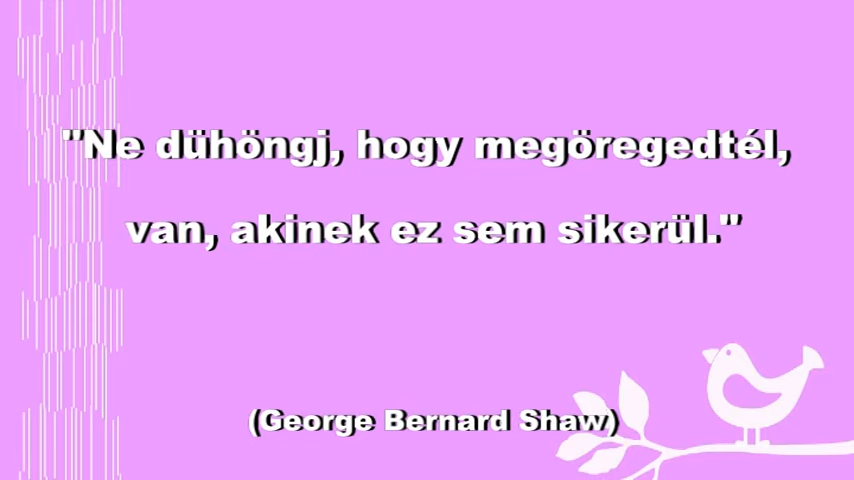 "Ne dühöngj, hogy megöregedtél,
van, akinek ez sem sikerül."
(George Bernard Shaw)